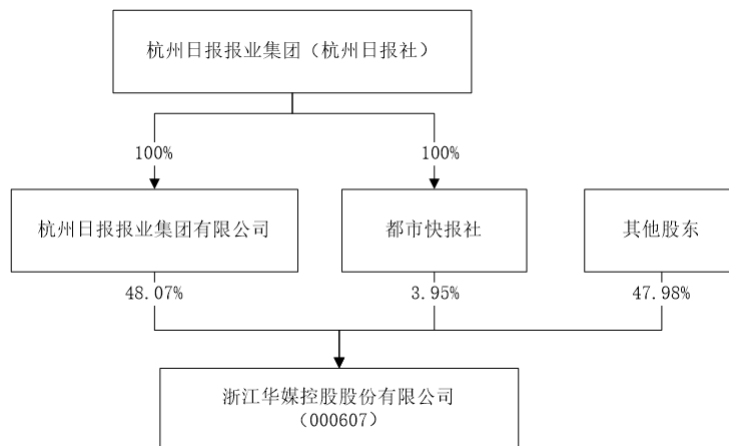 杭州日报报业集团（杭州日报社）
100%
100%
杭州日报报业集团有限公司
都市快报社
其他股东
48.07%
3.95%
47.98%
浙江华媒控股股份有限公司
（000607）